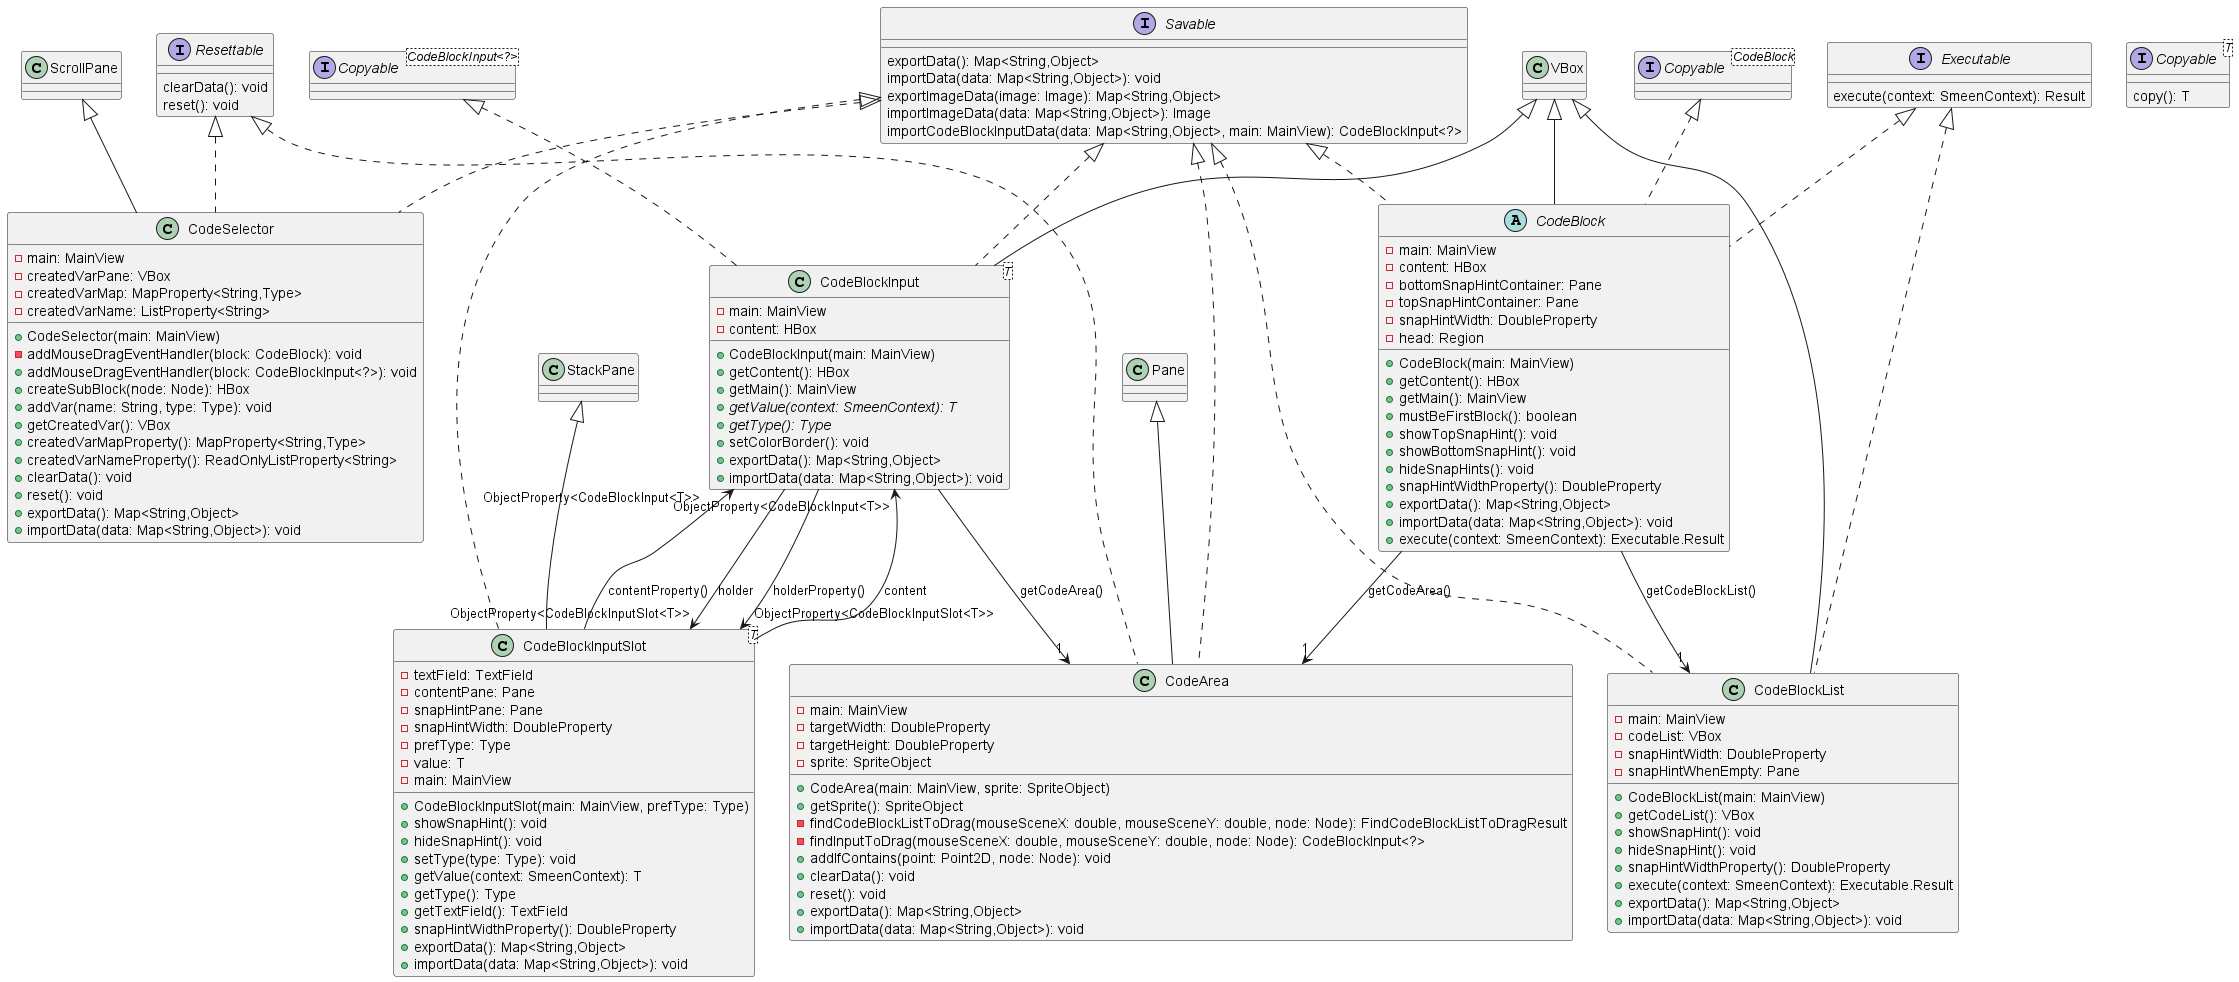 I Savable
exportData(): Map<String,Object>
importData(data: Map<String,Object>): void
exportImageData(image: Image): Map<String,Object>
importImageData(data: Map<String,Object>): Image
importCodeBlockInputData(data: Map<String,Object>, main: MainView): CodeBlockInput<?>
C ScrollPane
I Resettable
clearData(): void
reset(): void
I Copyable CodeBlockInput<?>
C VBox
I Copyable CodeBlock
I Executable
execute(context: SmeenContext): Result
I Copyable T
copy(): T
C CodeSelector
main: MainView
createdVarPane: VBox
createdVarMap: MapProperty<String,Type>
createdVarName: ListProperty<String>
CodeSelector(main: MainView)
addMouseDragEventHandler(block: CodeBlock): void
addMouseDragEventHandler(block: CodeBlockInput<?>): void
createSubBlock(node: Node): HBox
addVar(name: String, type: Type): void
getCreatedVar(): VBox
createdVarMapProperty(): MapProperty<String,Type>
createdVarNameProperty(): ReadOnlyListProperty<String>
clearData(): void
reset(): void
exportData(): Map<String,Object>
importData(data: Map<String,Object>): void
C StackPane
C CodeBlockInput T
main: MainView
content: HBox
CodeBlockInput(main: MainView)
getContent(): HBox
getMain(): MainView
getValue(context: SmeenContext): T
getType(): Type
setColorBorder(): void
exportData(): Map<String,Object>
importData(data: Map<String,Object>): void
C Pane
A CodeBlock
main: MainView
content: HBox
bottomSnapHintContainer: Pane
topSnapHintContainer: Pane
snapHintWidth: DoubleProperty
head: Region
CodeBlock(main: MainView)
getContent(): HBox
getMain(): MainView
mustBeFirstBlock(): boolean
showTopSnapHint(): void
showBottomSnapHint(): void
hideSnapHints(): void
snapHintWidthProperty(): DoubleProperty
exportData(): Map<String,Object>
importData(data: Map<String,Object>): void
execute(context: SmeenContext): Executable.Result
ObjectProperty<CodeBlockInput<T>>
ObjectProperty<CodeBlockInput<T>>
contentProperty()
holder
holderProperty()
content
getCodeArea()
getCodeArea()
getCodeBlockList()
ObjectProperty<CodeBlockInputSlot<T>>
ObjectProperty<CodeBlockInputSlot<T>>
1
1
1
C CodeBlockInputSlot T
textField: TextField
contentPane: Pane
snapHintPane: Pane
snapHintWidth: DoubleProperty
prefType: Type
value: T
main: MainView
CodeBlockInputSlot(main: MainView, prefType: Type)
showSnapHint(): void
hideSnapHint(): void
setType(type: Type): void
getValue(context: SmeenContext): T
getType(): Type
getTextField(): TextField
snapHintWidthProperty(): DoubleProperty
exportData(): Map<String,Object>
importData(data: Map<String,Object>): void
C CodeArea
main: MainView
targetWidth: DoubleProperty
targetHeight: DoubleProperty
sprite: SpriteObject
CodeArea(main: MainView, sprite: SpriteObject)
getSprite(): SpriteObject
findCodeBlockListToDrag(mouseSceneX: double, mouseSceneY: double, node: Node): FindCodeBlockListToDragResult
findInputToDrag(mouseSceneX: double, mouseSceneY: double, node: Node): CodeBlockInput<?>
addIfContains(point: Point2D, node: Node): void
clearData(): void
reset(): void
exportData(): Map<String,Object>
importData(data: Map<String,Object>): void
C CodeBlockList
main: MainView
codeList: VBox
snapHintWidth: DoubleProperty
snapHintWhenEmpty: Pane
CodeBlockList(main: MainView)
getCodeList(): VBox
showSnapHint(): void
hideSnapHint(): void
snapHintWidthProperty(): DoubleProperty
execute(context: SmeenContext): Executable.Result
exportData(): Map<String,Object>
importData(data: Map<String,Object>): void